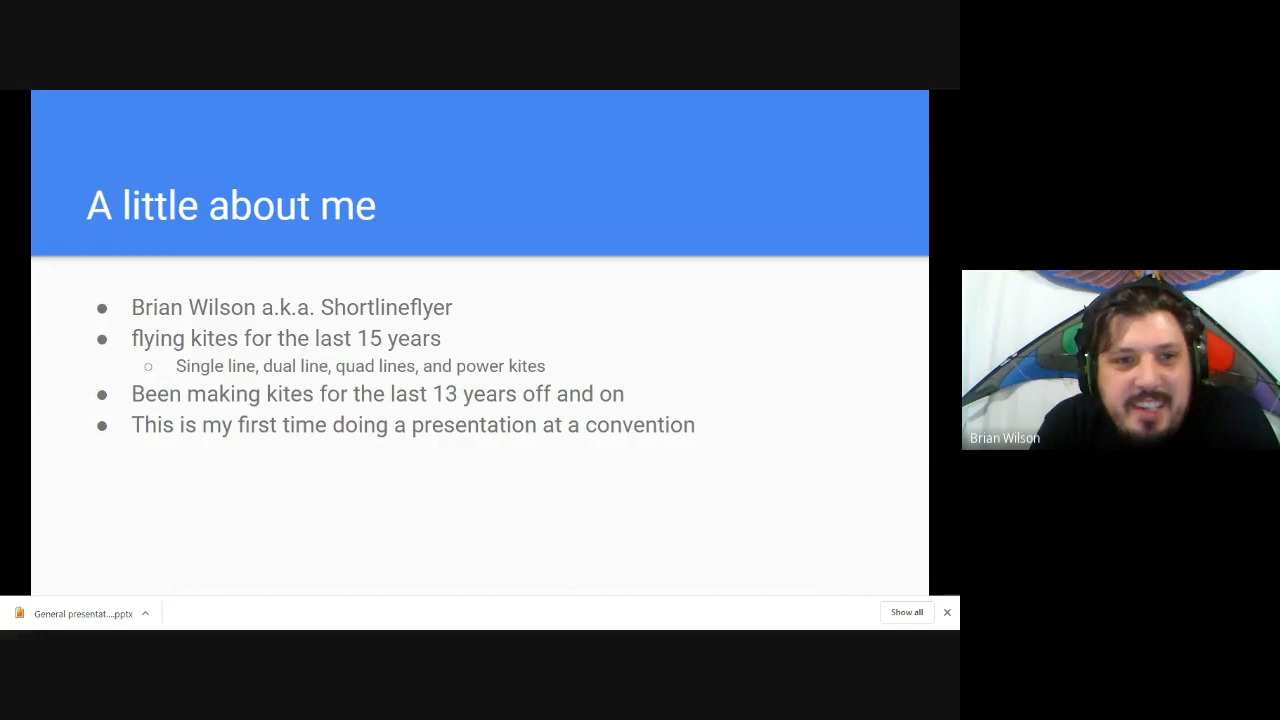 A little about me
● Brian Wilson a.k.a. Shortlineflyer
● flying kites for the last 15 years
○ Single line, dual line, quad lines, and power kites
● Been making kites for the last 13 years off and on
● This is my first time doing a presentation at a convention
Brian Wilson
General presentat....pptx
Show all